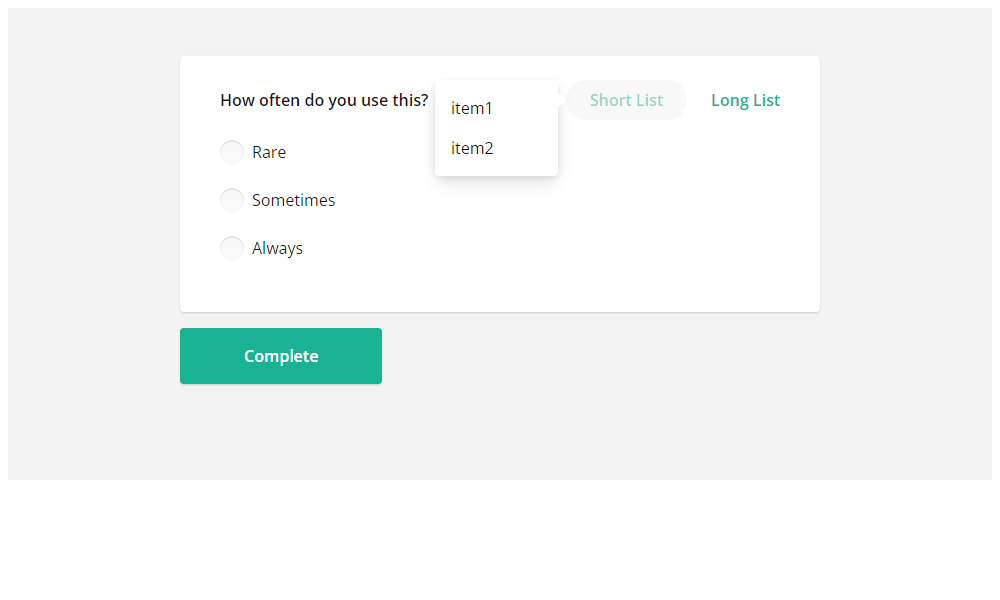 How often do you use this?
item1
item2
Short List
Long List
Rare
Sometimes
Always
Complete